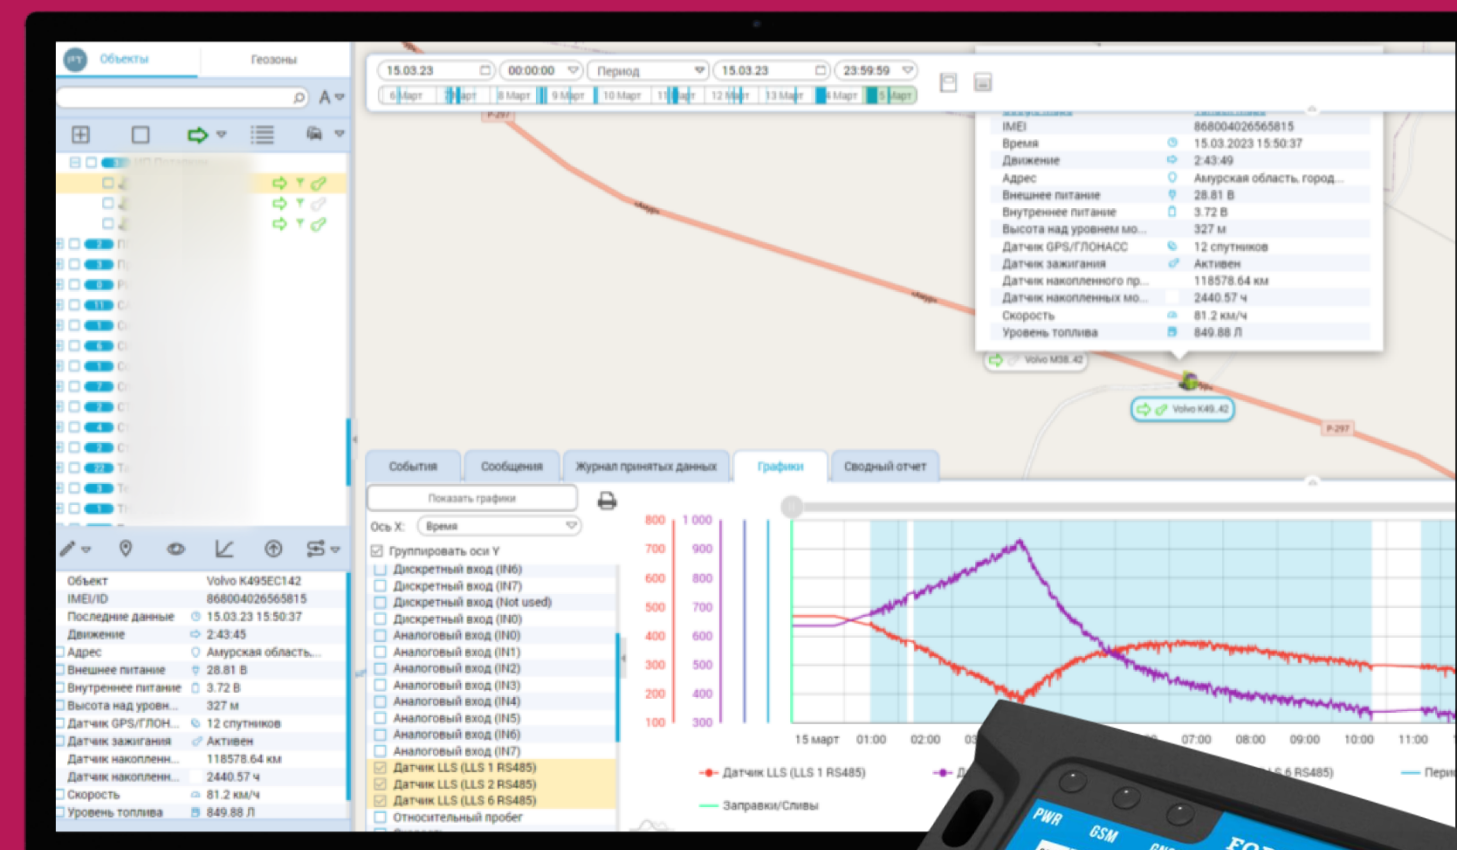 Объекты
Геозоны
15.03.23
00:00:00
Период
15.03.23
23:59:59
8 Март
9 Март
10 Март
12 Март
13 Март
IMEI 868004026565815
Время 15.03.2023 15:50:37
Движение 2:43:49
Адрес Амурская область, город...
Внешнее питание 28.81 В
Внутреннее питание 3.72 В
Высота над уровнем мо... 327 м
Датчик GPS/ГЛОНАСС 12 спутников
Датчик зажигания Активен
Датчик накопленного пр... 118578.64 км
Датчик накопленных мо... 2440.57 ч
Скорость 81.2 км/ч
Уровень топлива 849.88 Л
P-297
Volvo M38..42
Volvo K49..42
P-297
События
Сообщения
Журнал принятых данных
Графики
Сводный отчет
Показать графики
Ось X: Время
Группировать оси Y
Дискретный вход (IN6)
Дискретный вход (IN7)
Дискретный вход (Not used)
Дискретный вход (IN0)
Аналоговый вход (IN0)
Аналоговый вход (IN1)
Аналоговый вход (IN2)
Аналоговый вход (IN3)
Аналоговый вход (IN4)
Аналоговый вход (IN5)
Аналоговый вход (IN6)
Аналоговый вход (IN7)
Датчик LLS (LLS 1 RS485)
Датчик LLS (LLS 2 RS485)
Датчик LLS (LLS 6 RS485)
Относительный пробег
800 1 000
700 900
600 800
500 700
400 600
300 500
200 400
100 300
15 март 01:00 02:00 07:00 08:00 09:00 10:00 11:00
Датчик LLS (LLS 1 RS485)
S 6 RS485)
Заправки/Сливы
Объект Volvo K495EC142
IMEI/ID 868004026565815
Последние данные 15.03.23 15:50:37
Движение 2:43:45
Адрес Амурская область,...
Внешнее питание 28.81 В
Внутреннее питание 3.72 В
Высота над уровн... 327 м
Датчик GPS/ГЛОН... 12 спутников
Датчик зажигания Активен
Датчик накопленн... 118578.64 км
Датчик накопленн... 2440.57 ч
Скорость 81.2 км/ч
Уровень топлива 849.88 Л
PWR
GSM